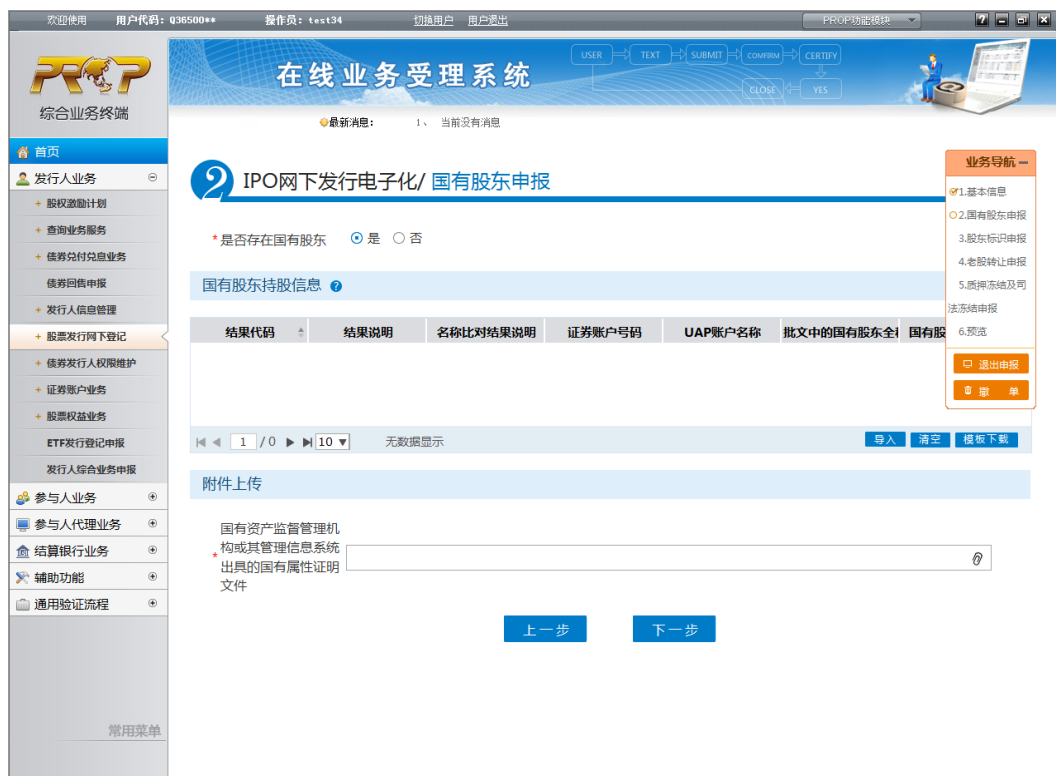 欢迎使用 用户代码: Q36500** 操作员: test34 切换用户 用户退出 PROP功能模块
PROP
综合业务终端
在线业务受理系统
USER TEXT SUBMIT CONFIRM CERTIFY
CLOSE YES
最新消息: 1、 当前没有消息
首页
发行人业务
+ 股权激励计划
+ 查询业务服务
+ 债券兑付兑息业务
债券回售申报
+ 发行人信息管理
+ 股票发行网下登记
+ 债券发行人权限维护
+ 证券账户业务
+ 股票权益业务
ETF发行登记申报
发行人综合业务申报
参与人业务
参与人代理业务
结算银行业务
辅助功能
通用验证流程
常用菜单
2 IPO网下发行电子化/ 国有股东申报
*是否存在国有股东 是 否
国有股东持股信息 ?
结果代码 结果说明 名称比对结果说明 证券账户号码 UAP账户名称 批文中的国有股东全 国有股
1 / 0 10 无数据显示 导入 清空 模板下载
附件上传
国有资产监督管理机
*构或其管理信息系统
出具的国有属性证明
文件
上一步 下一步
业务导航
1.基本信息
2.国有股东申报
3.股东标识申报
4.老股转让申报
5.质押冻结及司
法冻结申报
6.预览
退出申报
撤 单